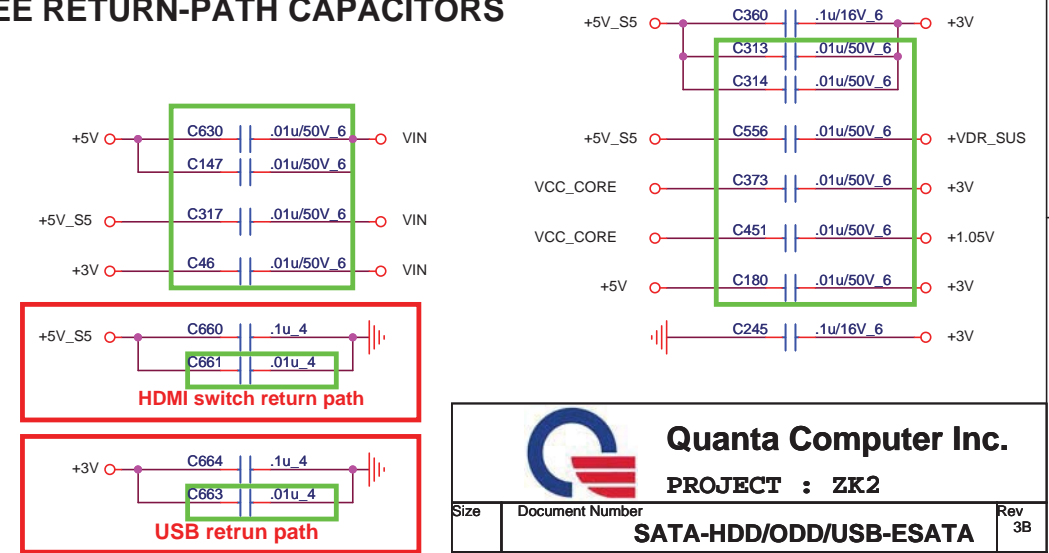 EE RETURN-PATH CAPACITORS
+5V C630 .01u/50V_6 VIN
C147 .01u/50V_6
+5V_S5 C317 .01u/50V_6 VIN
+3V C46 .01u/50V_6 VIN
+5V_S5 C660 .1u_4
C661 .01u_4
HDMI switch return path
+3V C664 .1u_4
C663 .01u_4
USB retrun path
+5V_S5 C360 .1u/16V_6 +3V
C313 .01u/50V_6
C314 .01u/50V_6
+5V_S5 C556 .01u/50V_6 +VDR_SUS
VCC_CORE C373 .01u/50V_6 +3V
VCC_CORE C451 .01u/50V_6 +1.05V
+5V C180 .01u/50V_6 +3V
C245 .1u/16V_6 +3V
Quanta Computer Inc.
PROJECT : ZK2
Size Document Number Rev
SATA-HDD/ODD/USB-ESATA 3B